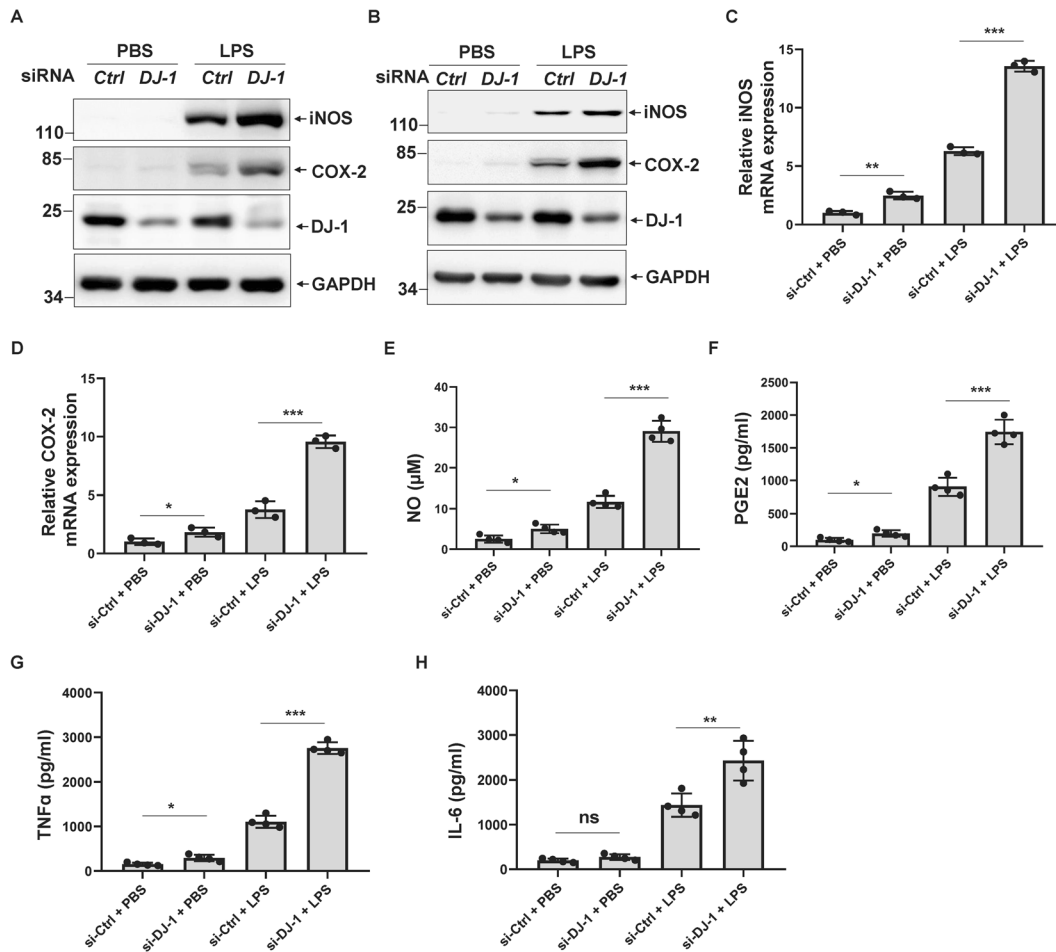 A
PBS LPS
siRNA Ctrl DJ-1 Ctrl DJ-1
110 iNOS
85 COX-2
25 DJ-1
34 GAPDH
B
PBS LPS
siRNA Ctrl DJ-1 Ctrl DJ-1
110 iNOS
85 COX-2
25 DJ-1
34 GAPDH
C
Relative iNOS
mRNA expression
15
10
5
0
**
***
si-Ctrl + PBS
si-DJ-1 + PBS
si-Ctrl + LPS
si-DJ-1 + LPS
D
Relative COX-2
mRNA expression
15
10
5
0
*
***
si-Ctrl + PBS
si-DJ-1 + PBS
si-Ctrl + LPS
si-DJ-1 + LPS
E
NO (μM)
40
30
20
10
0
*
***
si-Ctrl + PBS
si-DJ-1 + PBS
si-Ctrl + LPS
si-DJ-1 + LPS
F
PGE2 (pg/ml)
2500
2000
1500
1000
500
0
*
***
si-Ctrl + PBS
si-DJ-1 + PBS
si-Ctrl + LPS
si-DJ-1 + LPS
G
TNFα (pg/ml)
4000
3000
2000
1000
0
*
***
si-Ctrl + PBS
si-DJ-1 + PBS
si-Ctrl + LPS
si-DJ-1 + LPS
H
IL-6 (pg/ml)
4000
3000
2000
1000
0
ns
**
si-Ctrl + PBS
si-DJ-1 + PBS
si-Ctrl + LPS
si-DJ-1 + LPS